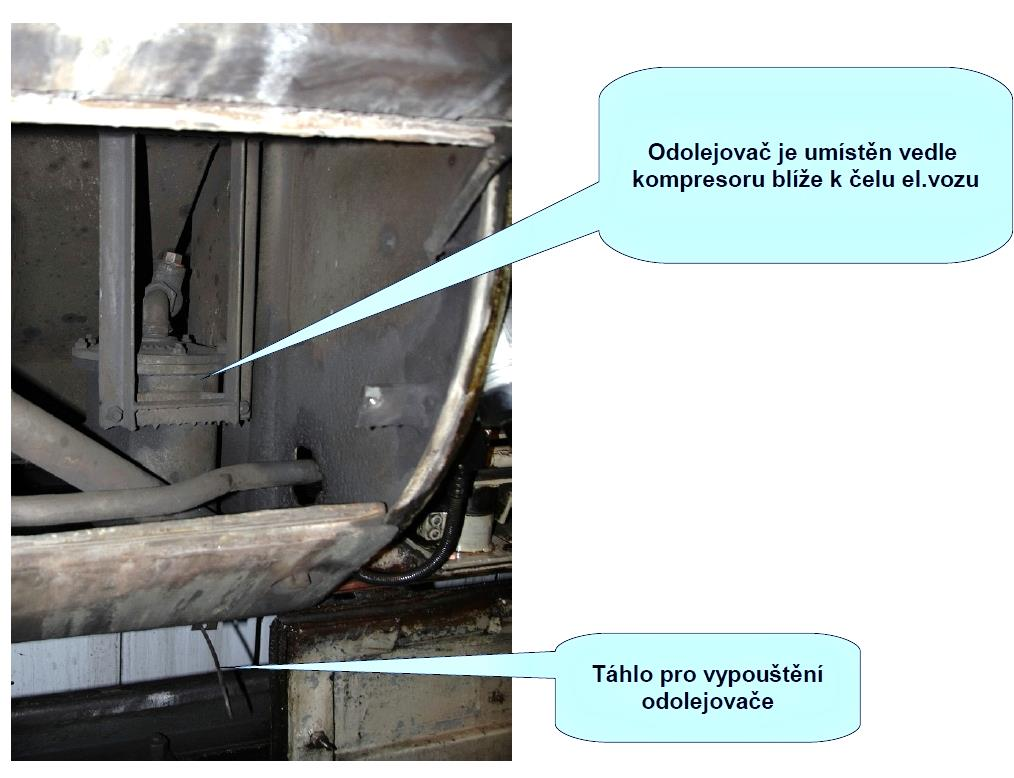 Odolejovač je umístěn vedle
kompresoru blíže k čelu el.vozu
Táhlo pro vypouštění
odolejovače